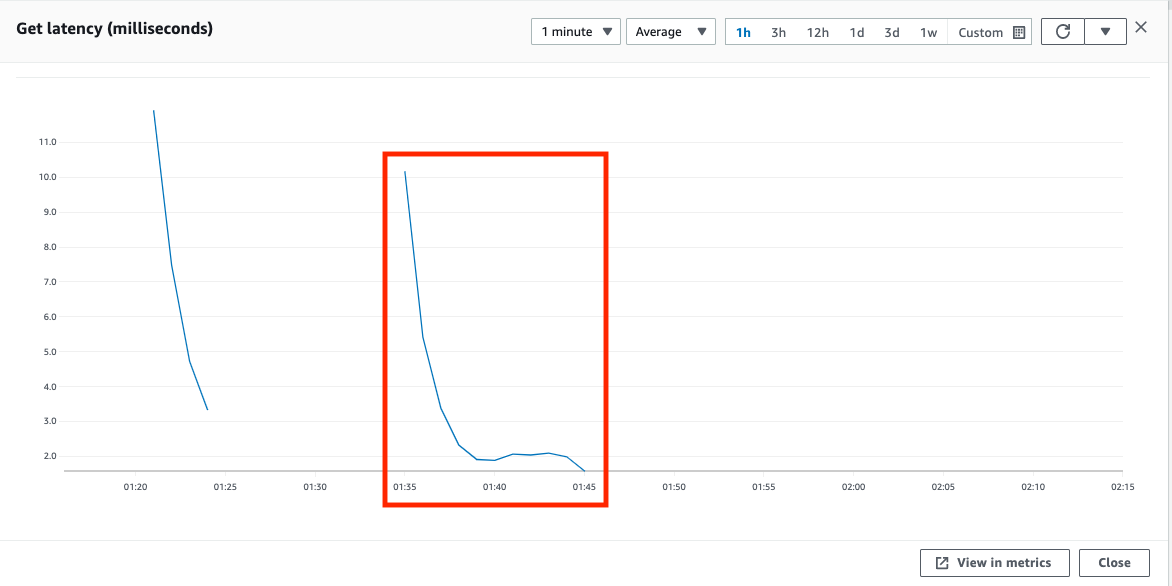 Get latency (milliseconds)
1 minute
Average
1h 3h 12h 1d 3d 1w Custom
11.0
10.0
9.0
8.0
7.0
6.0
5.0
4.0
3.0
2.0
01:20 01:25 01:30 01:35 01:40 01:45 01:50 01:55 02:00 02:05 02:10 02:15
View in metrics
Close